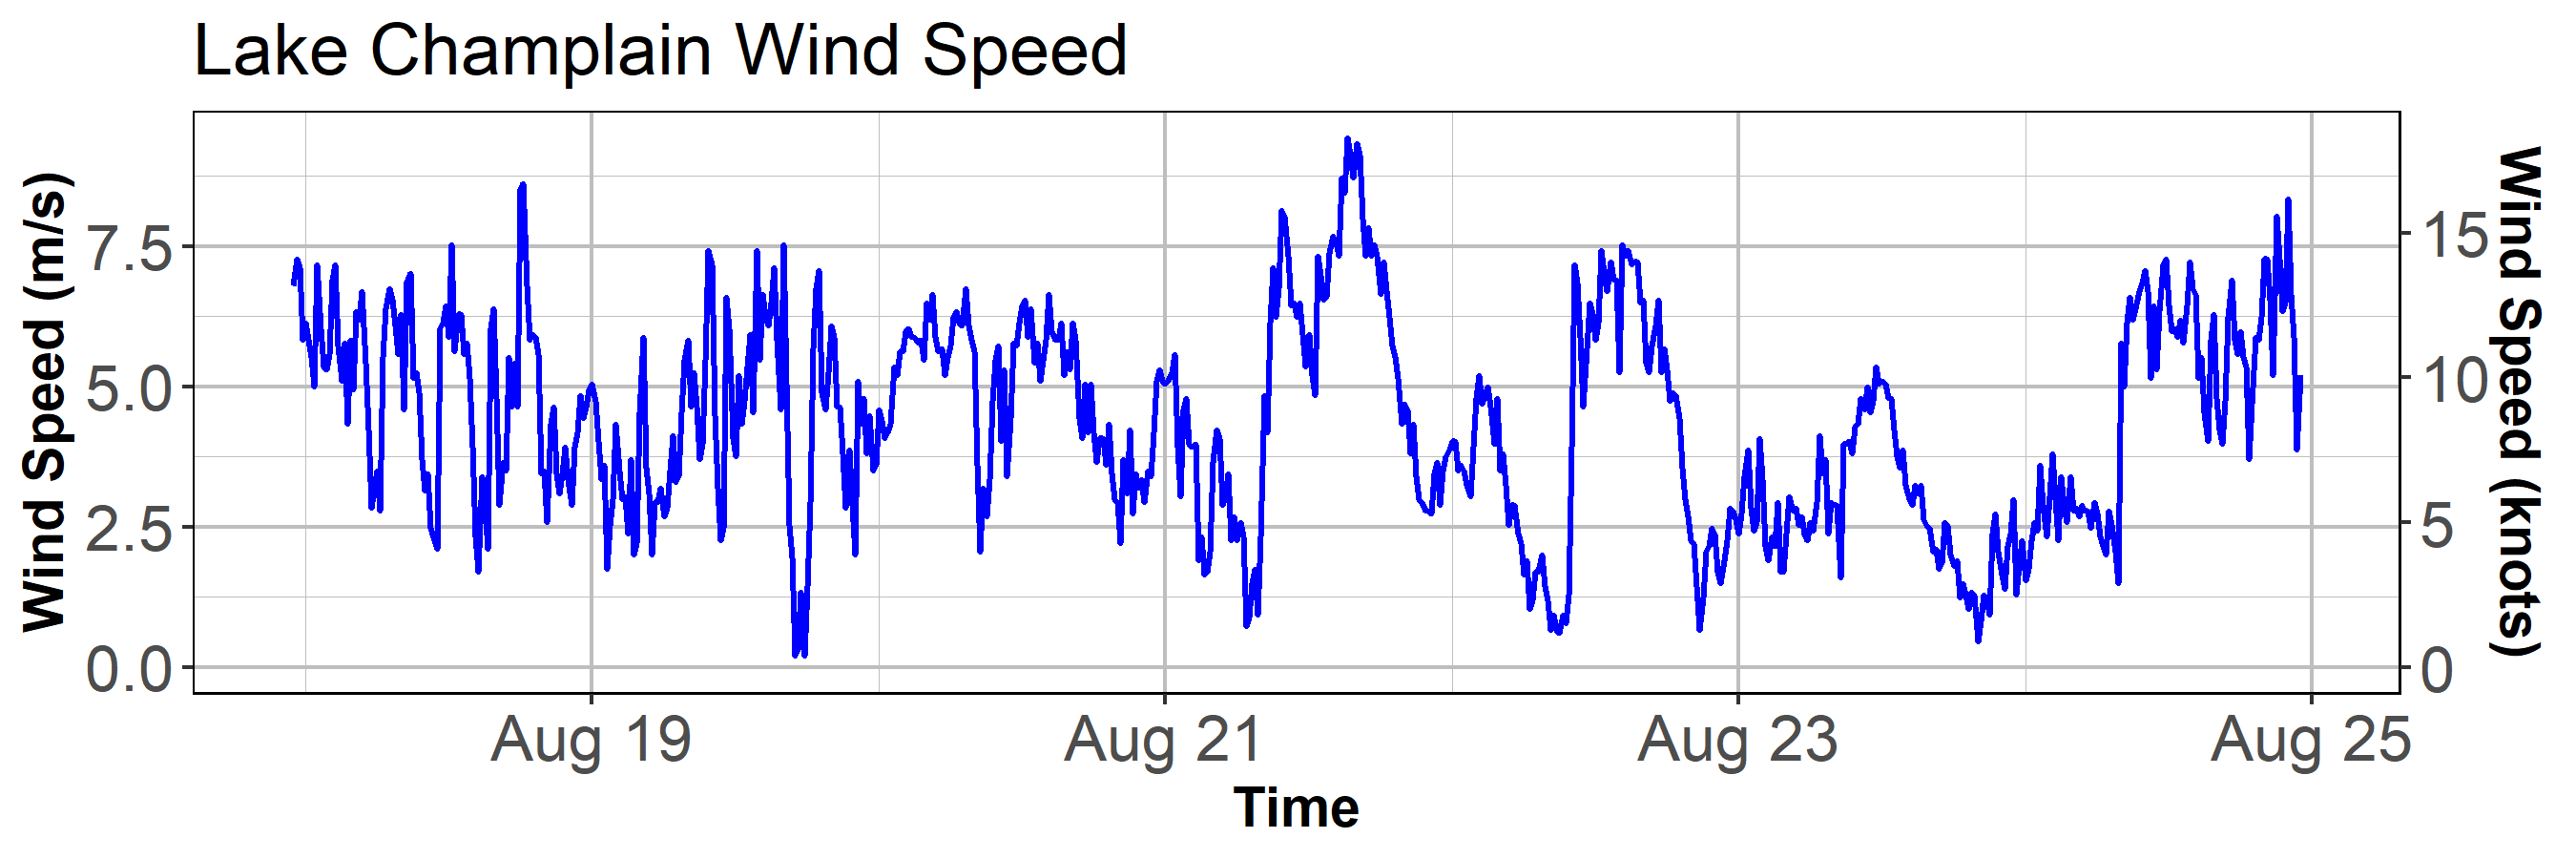 Lake Champlain Wind Speed
Wind Speed (m/s)
7.5
5.0
2.5
0.0
15
10
5
0
Wind Speed (knots)
Aug 19
Aug 21
Aug 23
Aug 25
Time